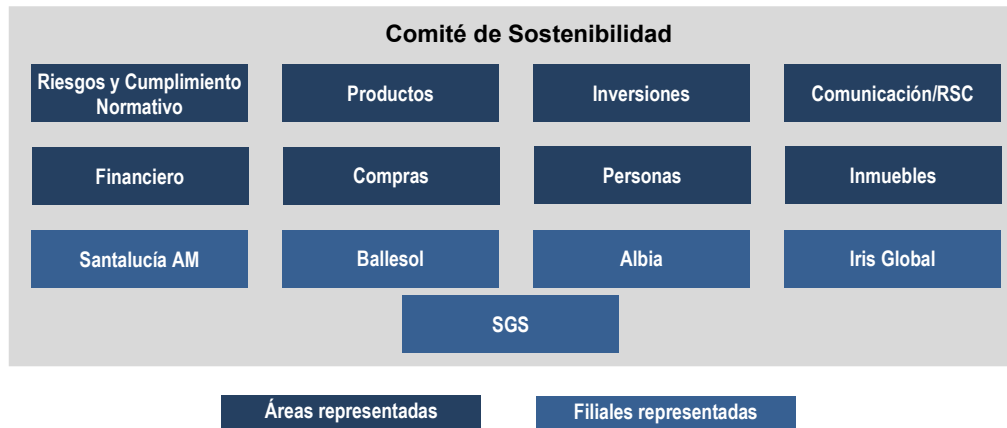 Comité de Sostenibilidad
Riesgos y Cumplimiento
Normativo
Productos
Inversiones
Comunicación/RSC
Financiero
Compras
Personas
Inmuebles
Santalucía AM
Ballesol
Albia
Iris Global
SGS
Áreas representadas
Filiales representadas